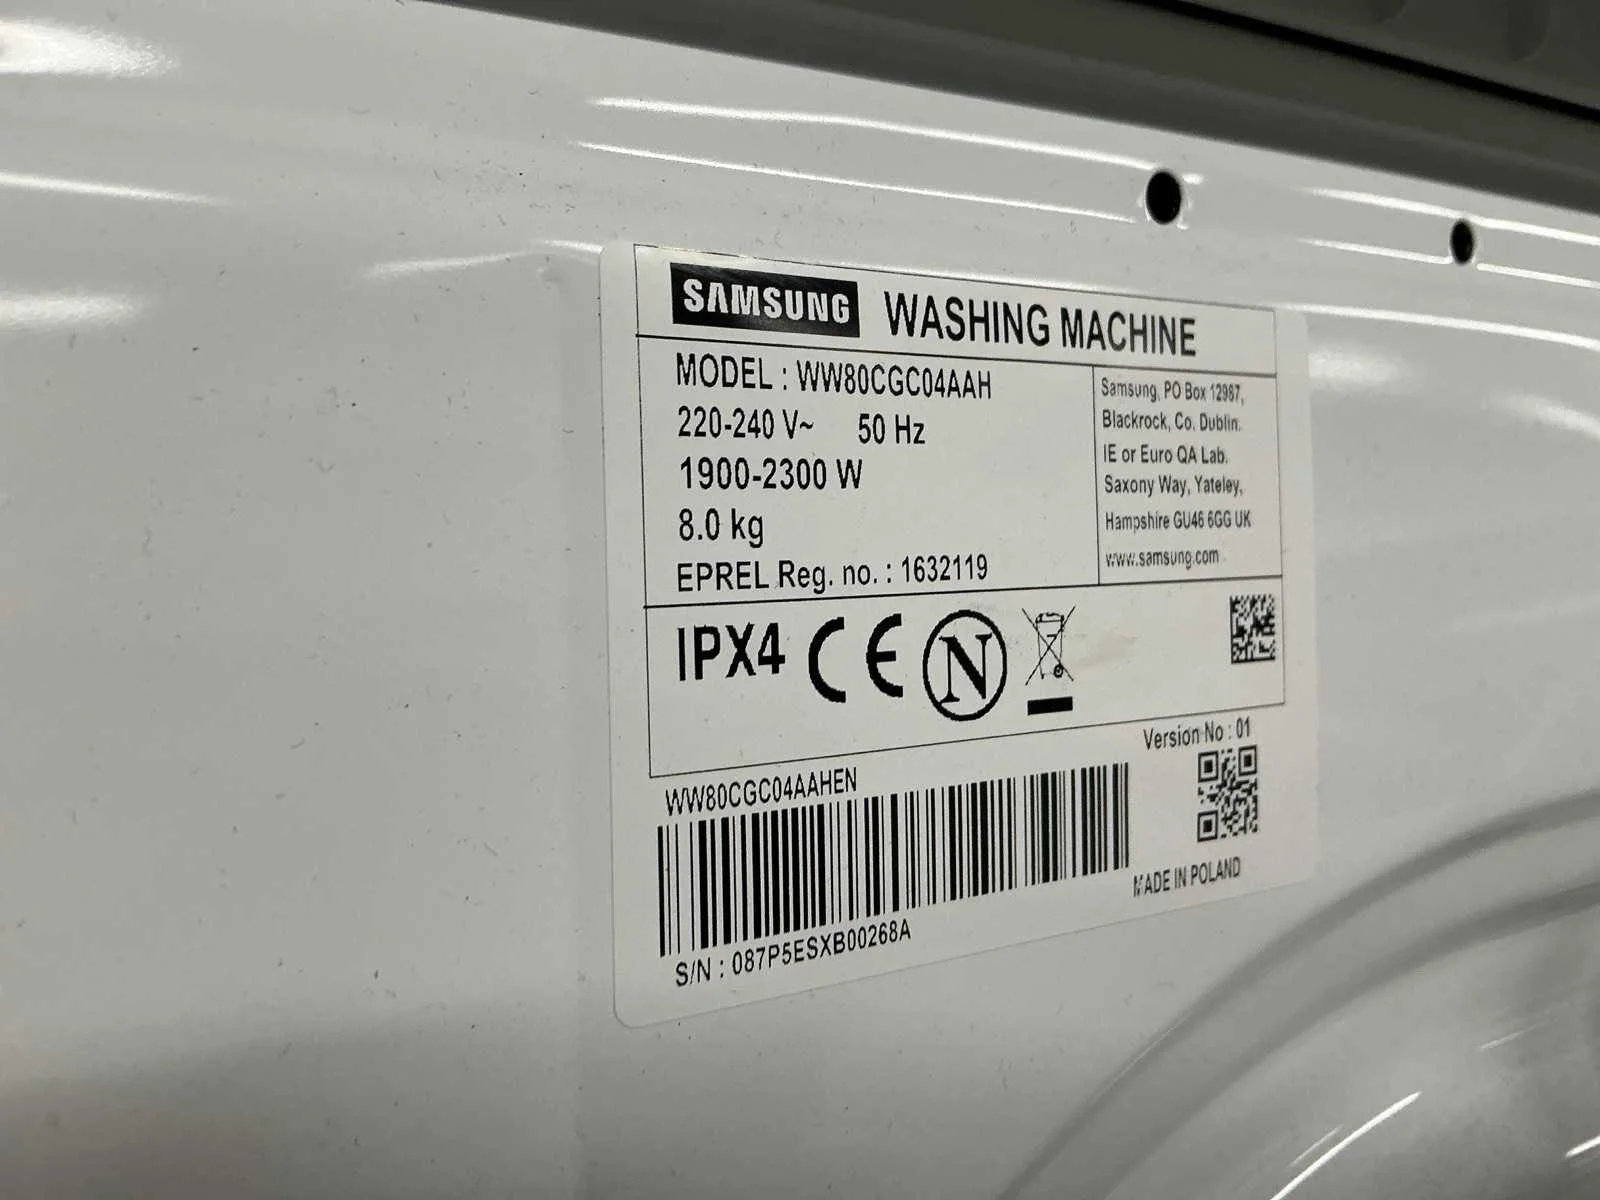 SAMSUNG WASHING MACHINE
MODEL : WW80CGC04AAH
220-240 V~ 50 Hz
1900-2300 W
8.0 kg
EPREL Reg. no. : 1632119
Samsung, PO Box 12987,
Blackrock, Co. Dublin.
IE or Euro QA Lab.
Saxony Way, Yateley,
Hampshire GU46 6GG UK
www.samsung.com
IPX4 CE N
Version No : 01
WW80CGC04AAHEN
MADE IN POLAND
S/N : 087P5ESXB00268A